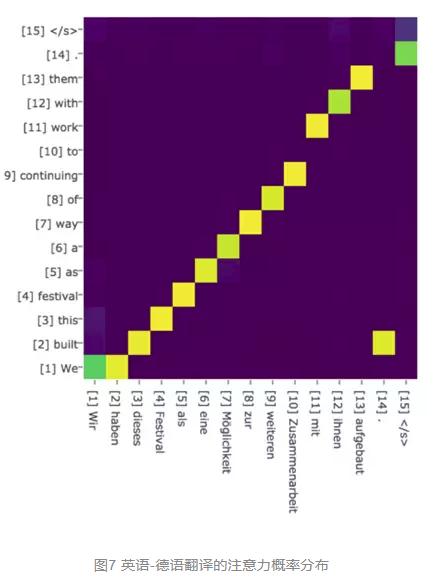 [15] </s>
[14] .
[13] them
[12] with
[11] work
[10] to
9] continuing
[8] of
[7] way
[6] a
[5] as
[4] festival
[3] this
[2] built
[1] We
[1] Wir
[2] haben
[3] dieses
[4] Festival
[5] als
[6] eine
[7] Möglichkeit
[8] zur
[9] weiteren
[10] Zusammenarbeit
[11] mit
[12] ihnen
[13] aufgebaut
[14] .
[15] </s>
图7 英语-德语翻译的注意力概率分布